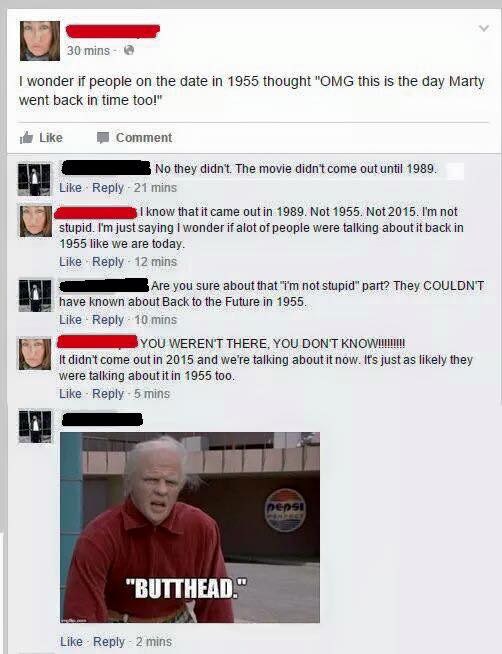 30 mins ·
I wonder if people on the date in 1955 thought "OMG this is the day Marty
went back in time too!"
Like Comment
No they didn't. The movie didn't come out until 1989.
Like · Reply · 21 mins
I know that it came out in 1989. Not 1955. Not 2015. I'm not
stupid. I'm just saying I wonder if alot of people were talking about it back in
1955 like we are today.
Like · Reply · 12 mins
Are you sure about that "i'm not stupid" part? They COULDN'T
have known about Back to the Future in 1955.
Like · Reply · 10 mins
YOU WEREN'T THERE, YOU DON'T KNOW!!!!!!!!!
It didn't come out in 2015 and we're talking about it now. It's just as likely they
were talking about it in 1955 too.
Like · Reply · 5 mins
pepsi
PERFECT
"BUTTHEAD."
imgflip.com
Like · Reply · 2 mins